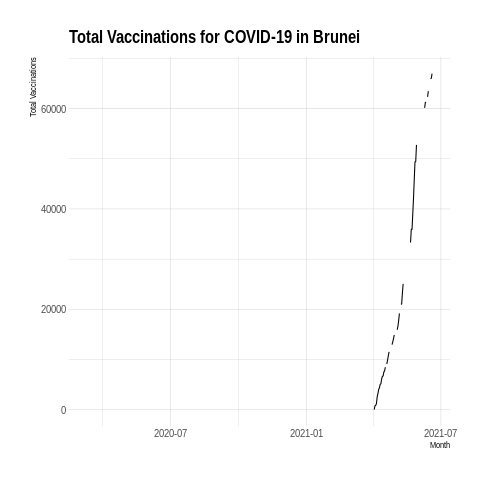 Total Vaccinations for COVID-19 in Brunei
Total Vaccinations
60000
40000
20000
0
2020-07
2021-01
2021-07
Month